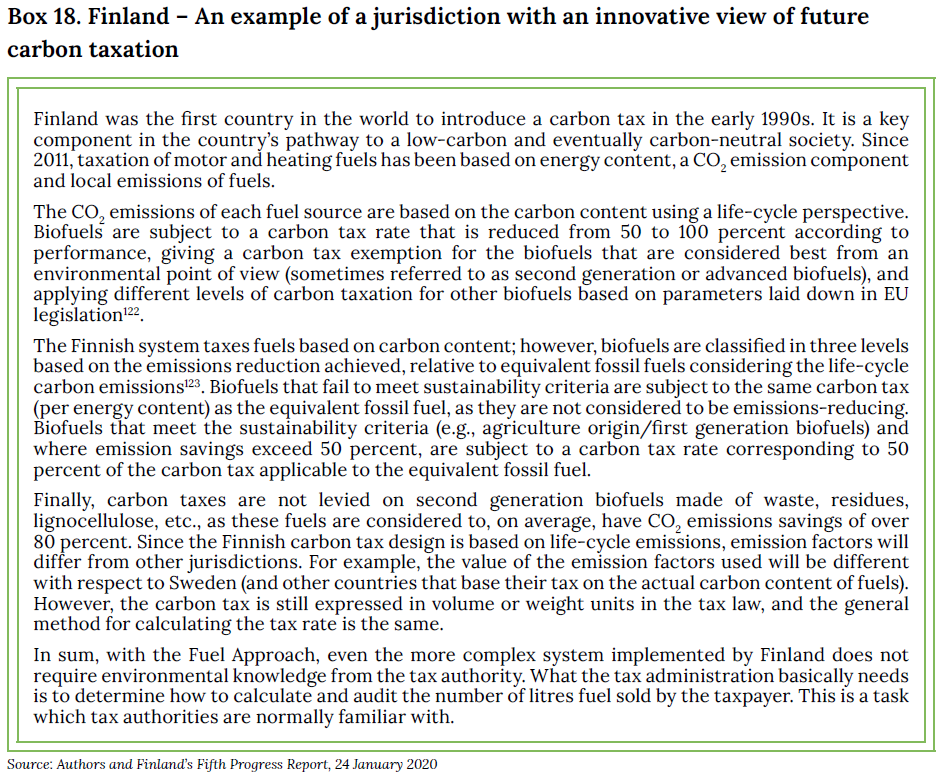 Box 18. Finland – An example of a jurisdiction with an innovative view of future
carbon taxation
Finland was the first country in the world to introduce a carbon tax in the early 1990s. It is a key
component in the country's pathway to a low-carbon and eventually carbon-neutral society. Since
2011, taxation of motor and heating fuels has been based on energy content, a CO₂ emission component
and local emissions of fuels.
The CO₂ emissions of each fuel source are based on the carbon content using a life-cycle perspective.
Biofuels are subject to a carbon tax rate that is reduced from 50 to 100 percent according to
performance, giving a carbon tax exemption for the biofuels that are considered best from an
environmental point of view (sometimes referred to as second generation or advanced biofuels), and
applying different levels of carbon taxation for other biofuels based on parameters laid down in EU
legislation¹²².
The Finnish system taxes fuels based on carbon content; however, biofuels are classified in three levels
based on the emissions reduction achieved, relative to equivalent fossil fuels considering the life-cycle
carbon emissions¹²³. Biofuels that fail to meet sustainability criteria are subject to the same carbon tax
(per energy content) as the equivalent fossil fuel, as they are not considered to be emissions-reducing.
Biofuels that meet the sustainability criteria (e.g., agriculture origin/first generation biofuels) and
where emission savings exceed 50 percent, are subject to a carbon tax rate corresponding to 50
percent of the carbon tax applicable to the equivalent fossil fuel.
Finally, carbon taxes are not levied on second generation biofuels made of waste, residues,
lignocellulose, etc., as these fuels are considered to, on average, have CO₂ emissions savings of over
80 percent. Since the Finnish carbon tax design is based on life-cycle emissions, emission factors will
differ from other jurisdictions. For example, the value of the emission factors used will be different
with respect to Sweden (and other countries that base their tax on the actual carbon content of fuels).
However, the carbon tax is still expressed in volume or weight units in the tax law, and the general
method for calculating the tax rate is the same.
In sum, with the Fuel Approach, even the more complex system implemented by Finland does not
require environmental knowledge from the tax authority. What the tax administration basically needs
is to determine how to calculate and audit the number of litres fuel sold by the taxpayer. This is a task
which tax authorities are normally familiar with.
Source: Authors and Finland's Fifth Progress Report, 24 January 2020